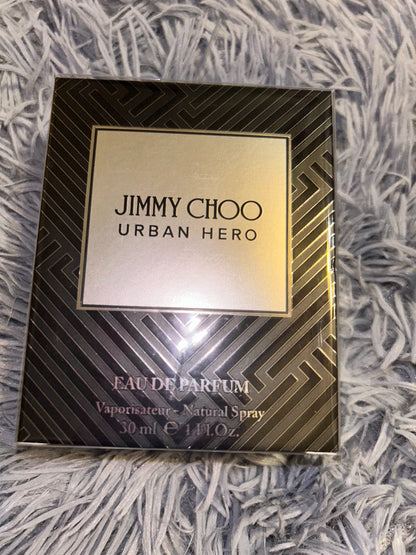 JIMMY CHOO
URBAN HERO
EAU DE PARFUM
Vaporisateur - Natural Spray
30 ml ℮ 1 Fl.Oz.